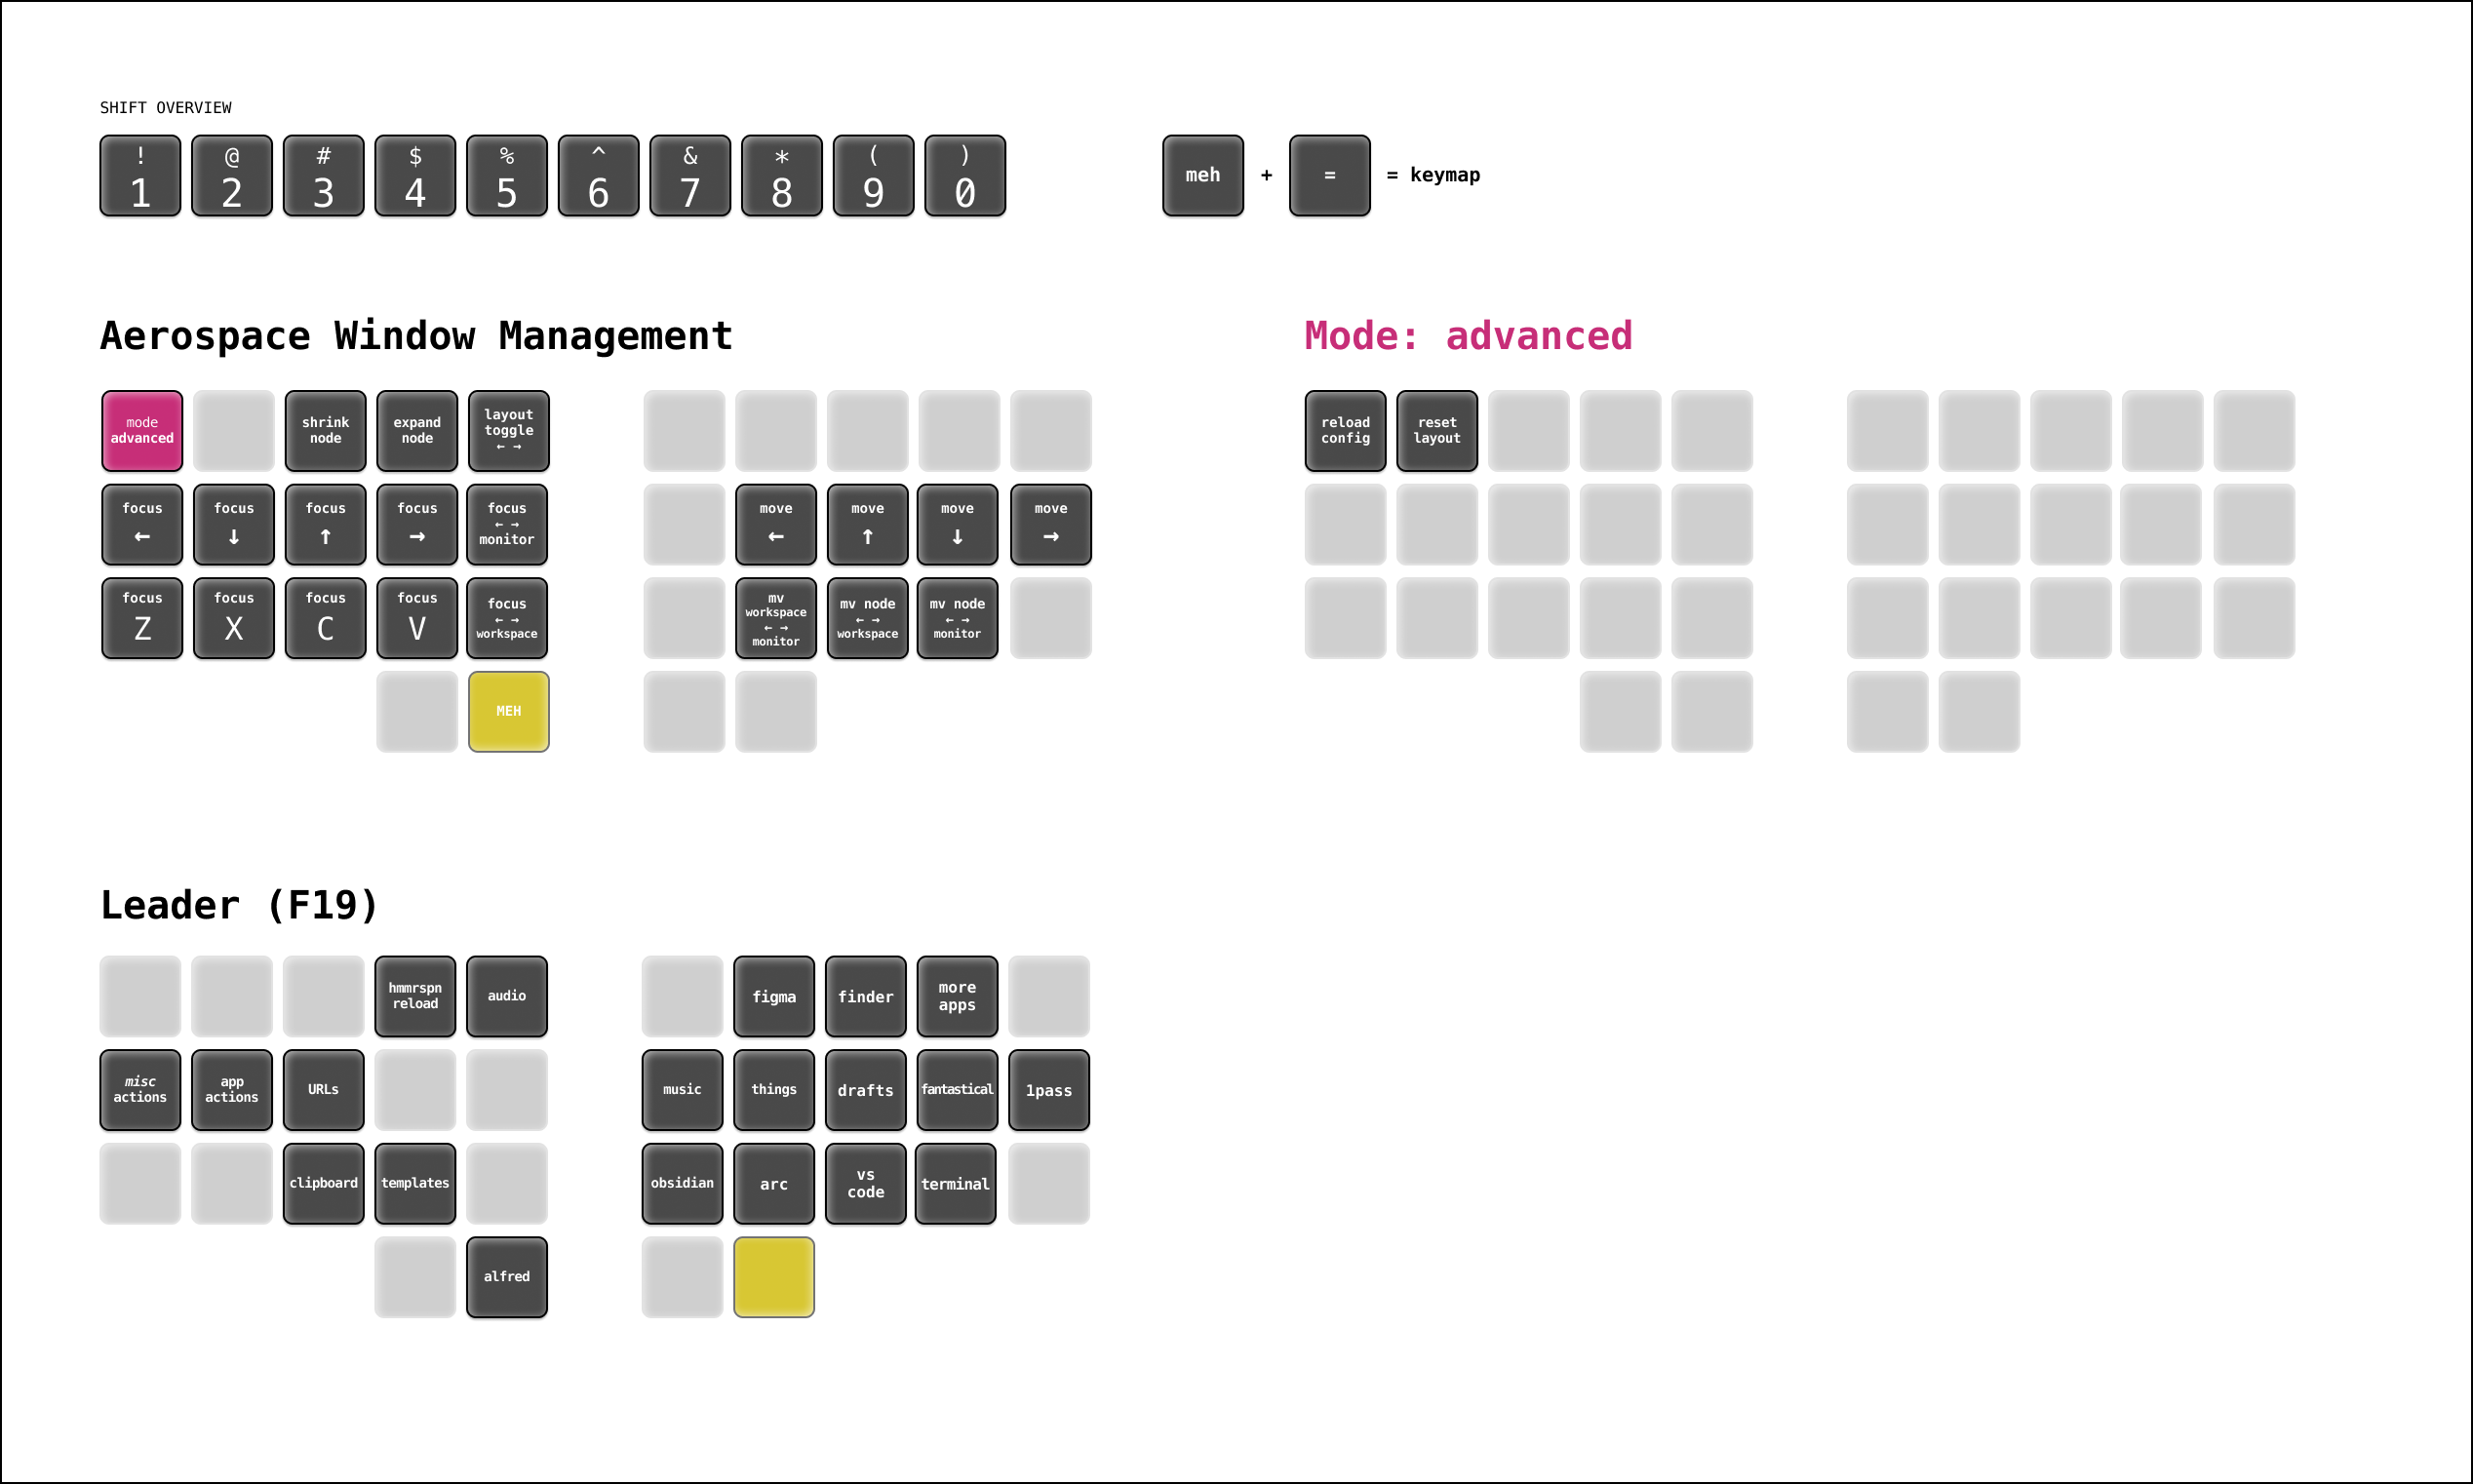 SHIFT OVERVIEW
! @ # $ % ^ & * ( )
1 2 3 4 5 6 7 8 9 0
meh + = = keymap
Aerospace Window Management
mode
advanced
shrink
node
expand
node
layout
toggle
← →
focus
←
focus
↓
focus
↑
focus
→
focus
← →
monitor
move
←
move
↑
move
↓
move
→
focus
Z
focus
X
focus
C
focus
V
focus
← →
workspace
mv
workspace
← →
monitor
mv node
← →
workspace
mv node
← →
monitor
MEH
Mode: advanced
reload
config
reset
layout
Leader (F19)
hmmrspn
reload
audio
figma
finder
more
apps
misc
actions
app
actions
URLs
music
things
drafts
fantastical
1pass
clipboard
templates
obsidian
arc
vs
code
terminal
alfred